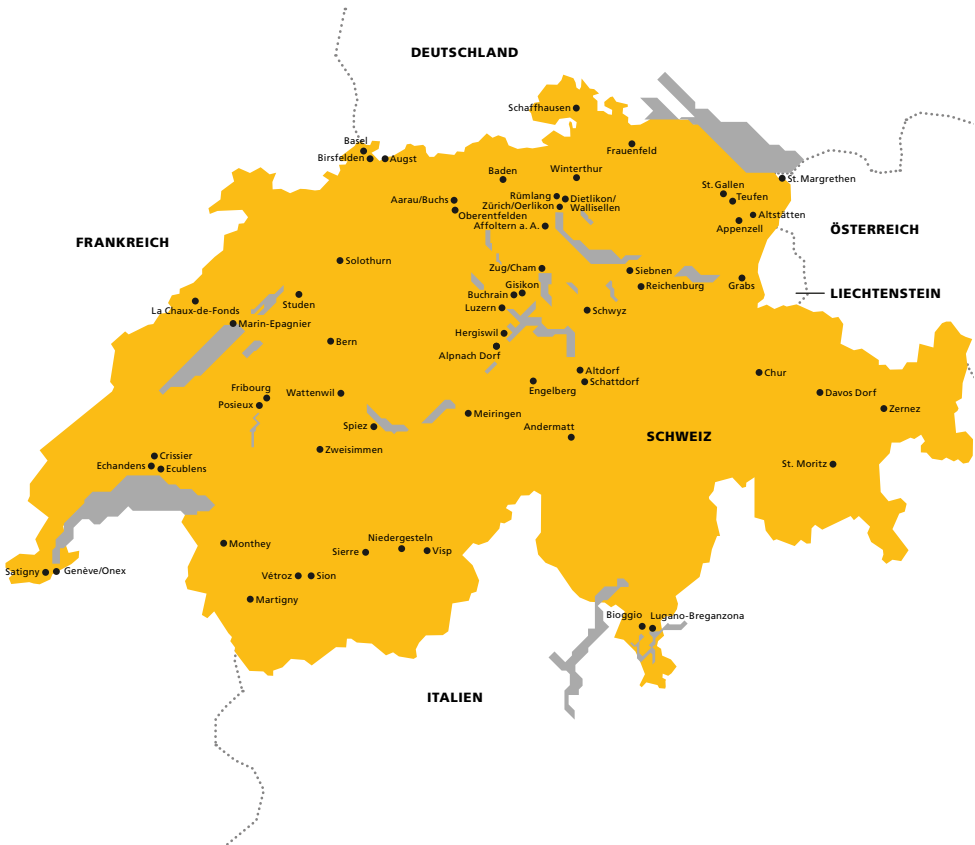 DEUTSCHLAND
Schaffhausen
Basel
Birsfelden
Augst
Frauenfeld
Baden
Winterthur
St. Margrethen
St. Gallen
Teufen
Aarau/Buchs
Rümlang
Dietlikon/
Wallisellen
Zürich/Oerlikon
Oberentfelden
Altstätten
Affoltern a. A.
Appenzell
ÖSTERREICH
FRANKREICH
Solothurn
Zug/Cham
Siebnen
Reichenburg
Grabs
LIECHTENSTEIN
Gisikon
Buchrain
Studen
La Chaux-de-Fonds
Luzern
Schwyz
Marin-Epagnier
Hergiswil
Bern
Alpnach Dorf
Altdorf
Schattdorf
Chur
Engelberg
Fribourg
Wattenwil
Davos Dorf
Posieux
Zernez
Meiringen
Spiez
Andermatt
SCHWEIZ
Zweisimmen
Crissier
Echandens
Ecublens
St. Moritz
Niedergesteln
Monthey
Sierre
Visp
Satigny
Genève/Onex
Vétroz
Sion
Martigny
Bioggio
Lugano-Breganzona
ITALIEN